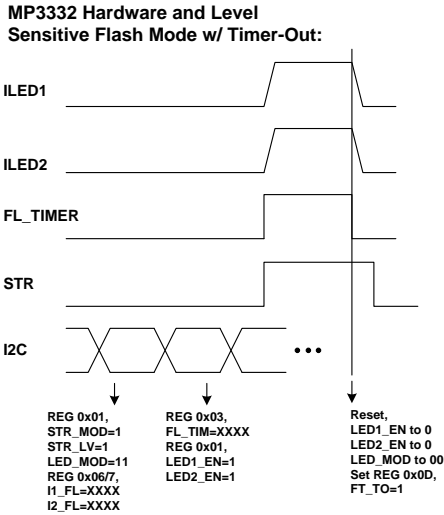 MP3332 Hardware and Level
Sensitive Flash Mode w/ Timer-Out:
ILED1
ILED2
FL_TIMER
STR
I2C
REG 0x01,
STR_MOD=1
STR_LV=1
LED_MOD=11
REG 0x06/7,
I1_FL=XXXX
I2_FL=XXXX
REG 0x03,
FL_TIM=XXXX
REG 0x01,
LED1_EN=1
LED2_EN=1
Reset,
LED1_EN to 0
LED2_EN to 0
LED_MOD to 00
Set REG 0x0D,
FT_TO=1